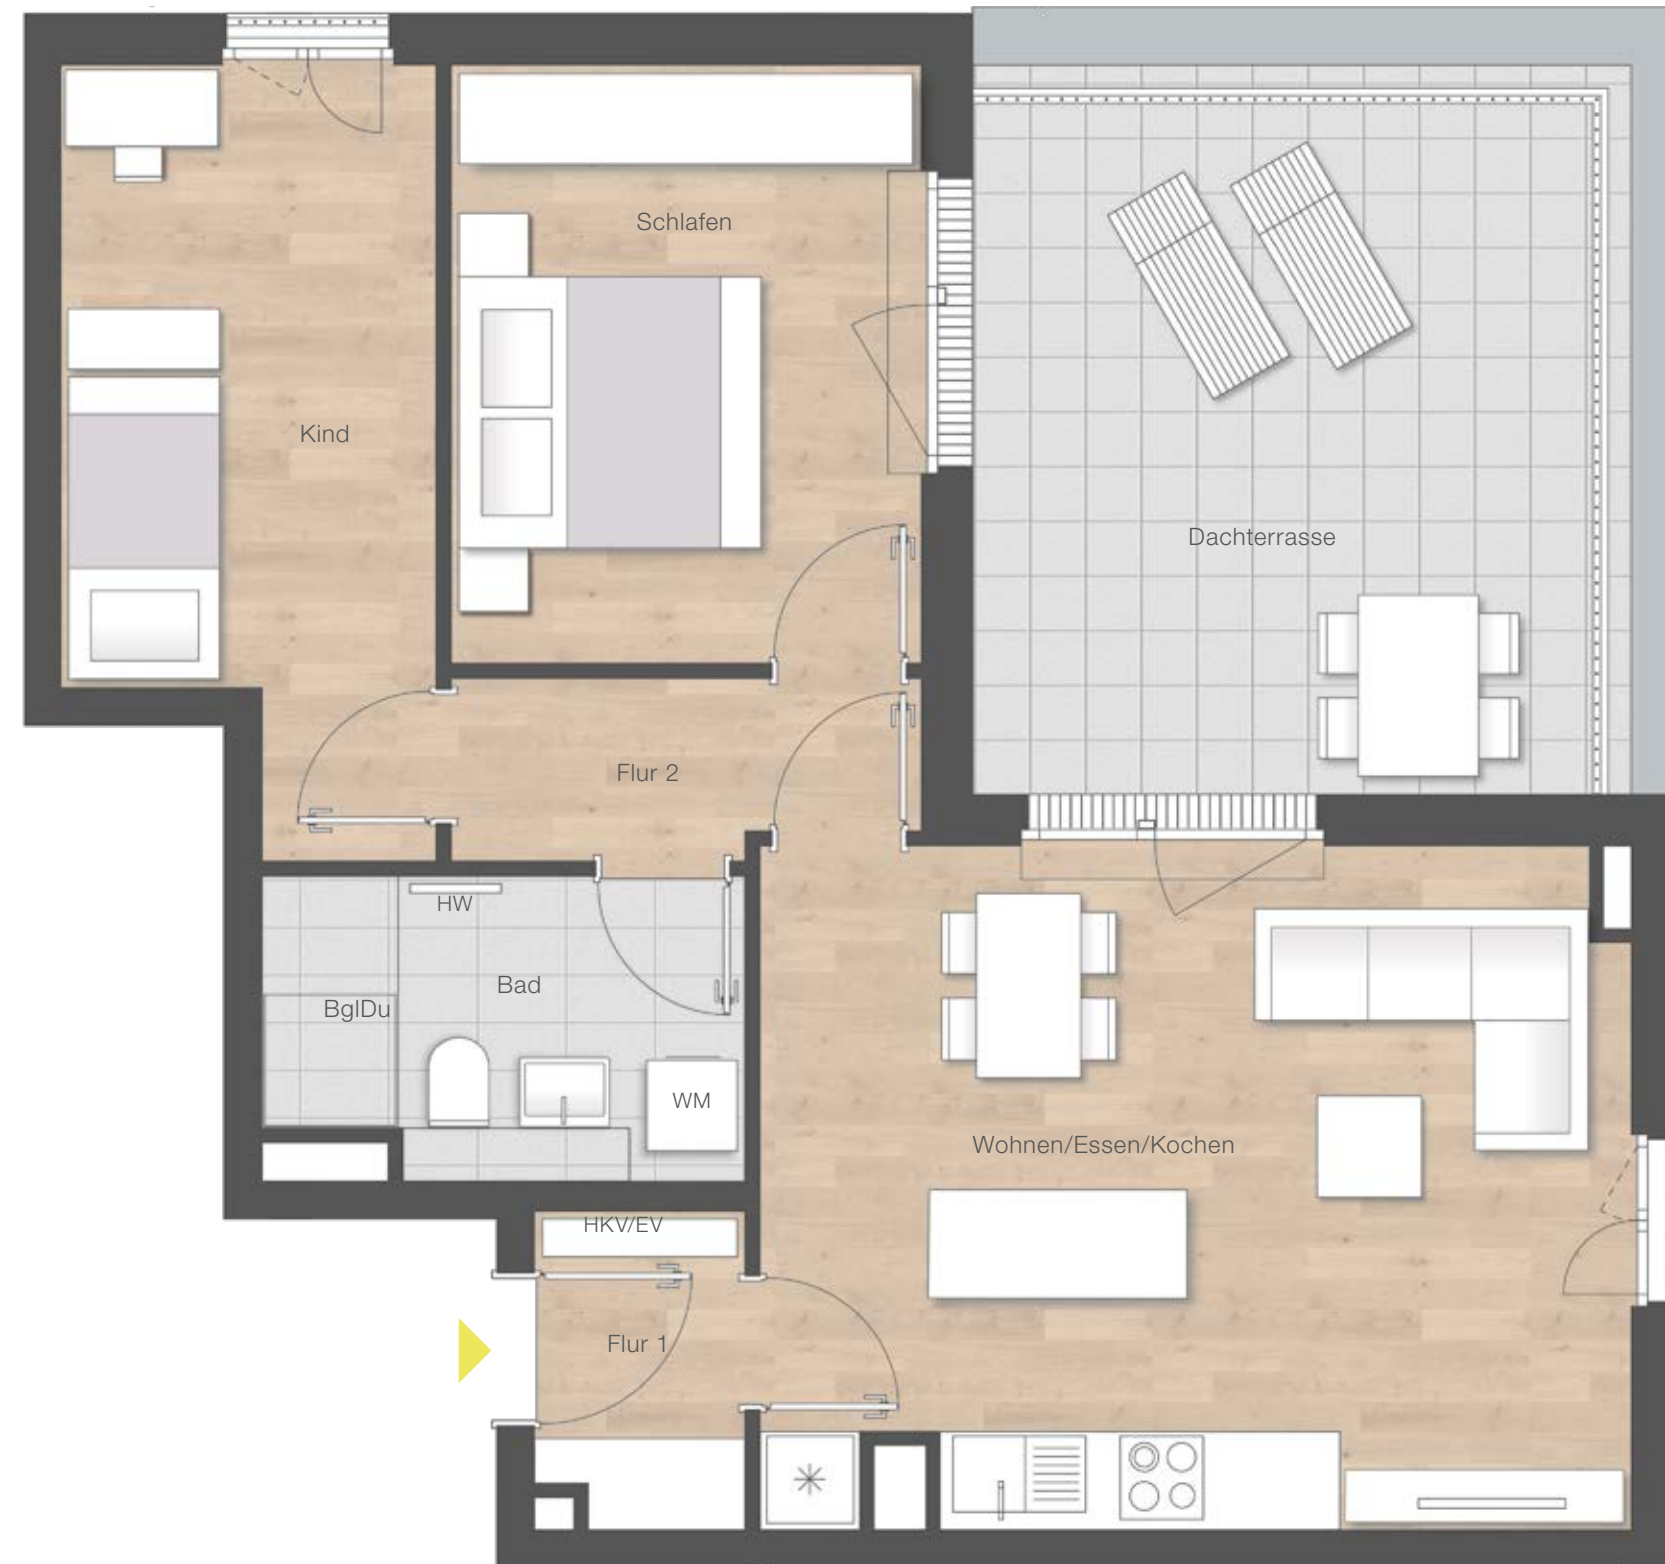 Schlafen
Kind
Dachterrasse
Flur 2
HW
Bad
BglDu
WM
Wohnen/Essen/Kochen
HKV/EV
Flur 1